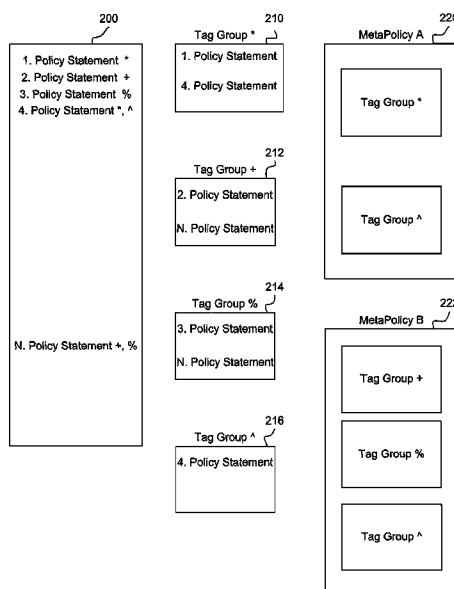 200
1. Policy Statement *
2. Policy Statement +
3. Policy Statement %
4. Policy Statement *, ^
N. Policy Statement +, %
210
Tag Group *
1. Policy Statement
4. Policy Statement
212
Tag Group +
2. Policy Statement
N. Policy Statement
214
Tag Group %
3. Policy Statement
N. Policy Statement
216
Tag Group ^
4. Policy Statement
220
MetaPolicy A
Tag Group *
Tag Group ^
222
MetaPolicy B
Tag Group +
Tag Group %
Tag Group ^